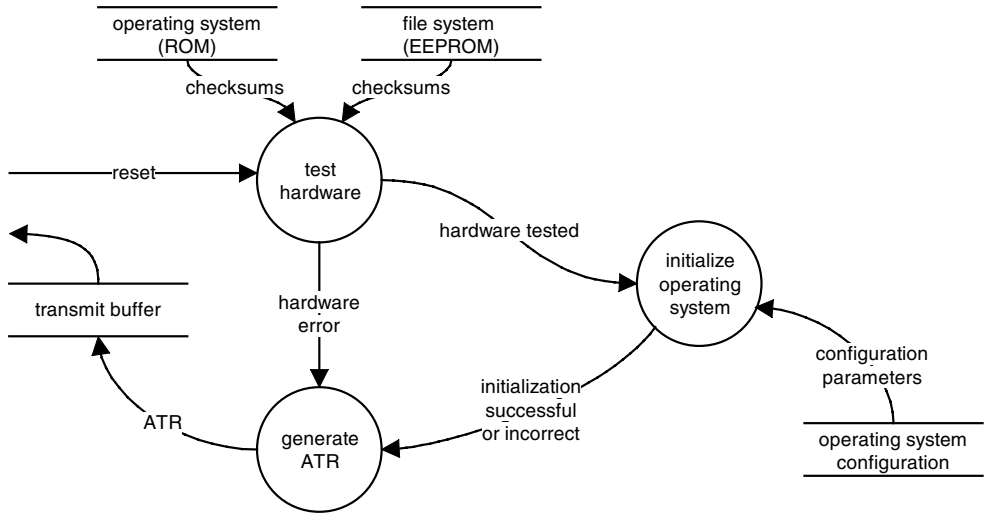 operating system
(ROM)
file system
(EEPROM)
checksums
checksums
reset
test
hardware
hardware tested
initialize
operating
system
transmit buffer
hardware
error
configuration
parameters
initialization
successful
or incorrect
ATR
generate
ATR
operating system
configuration